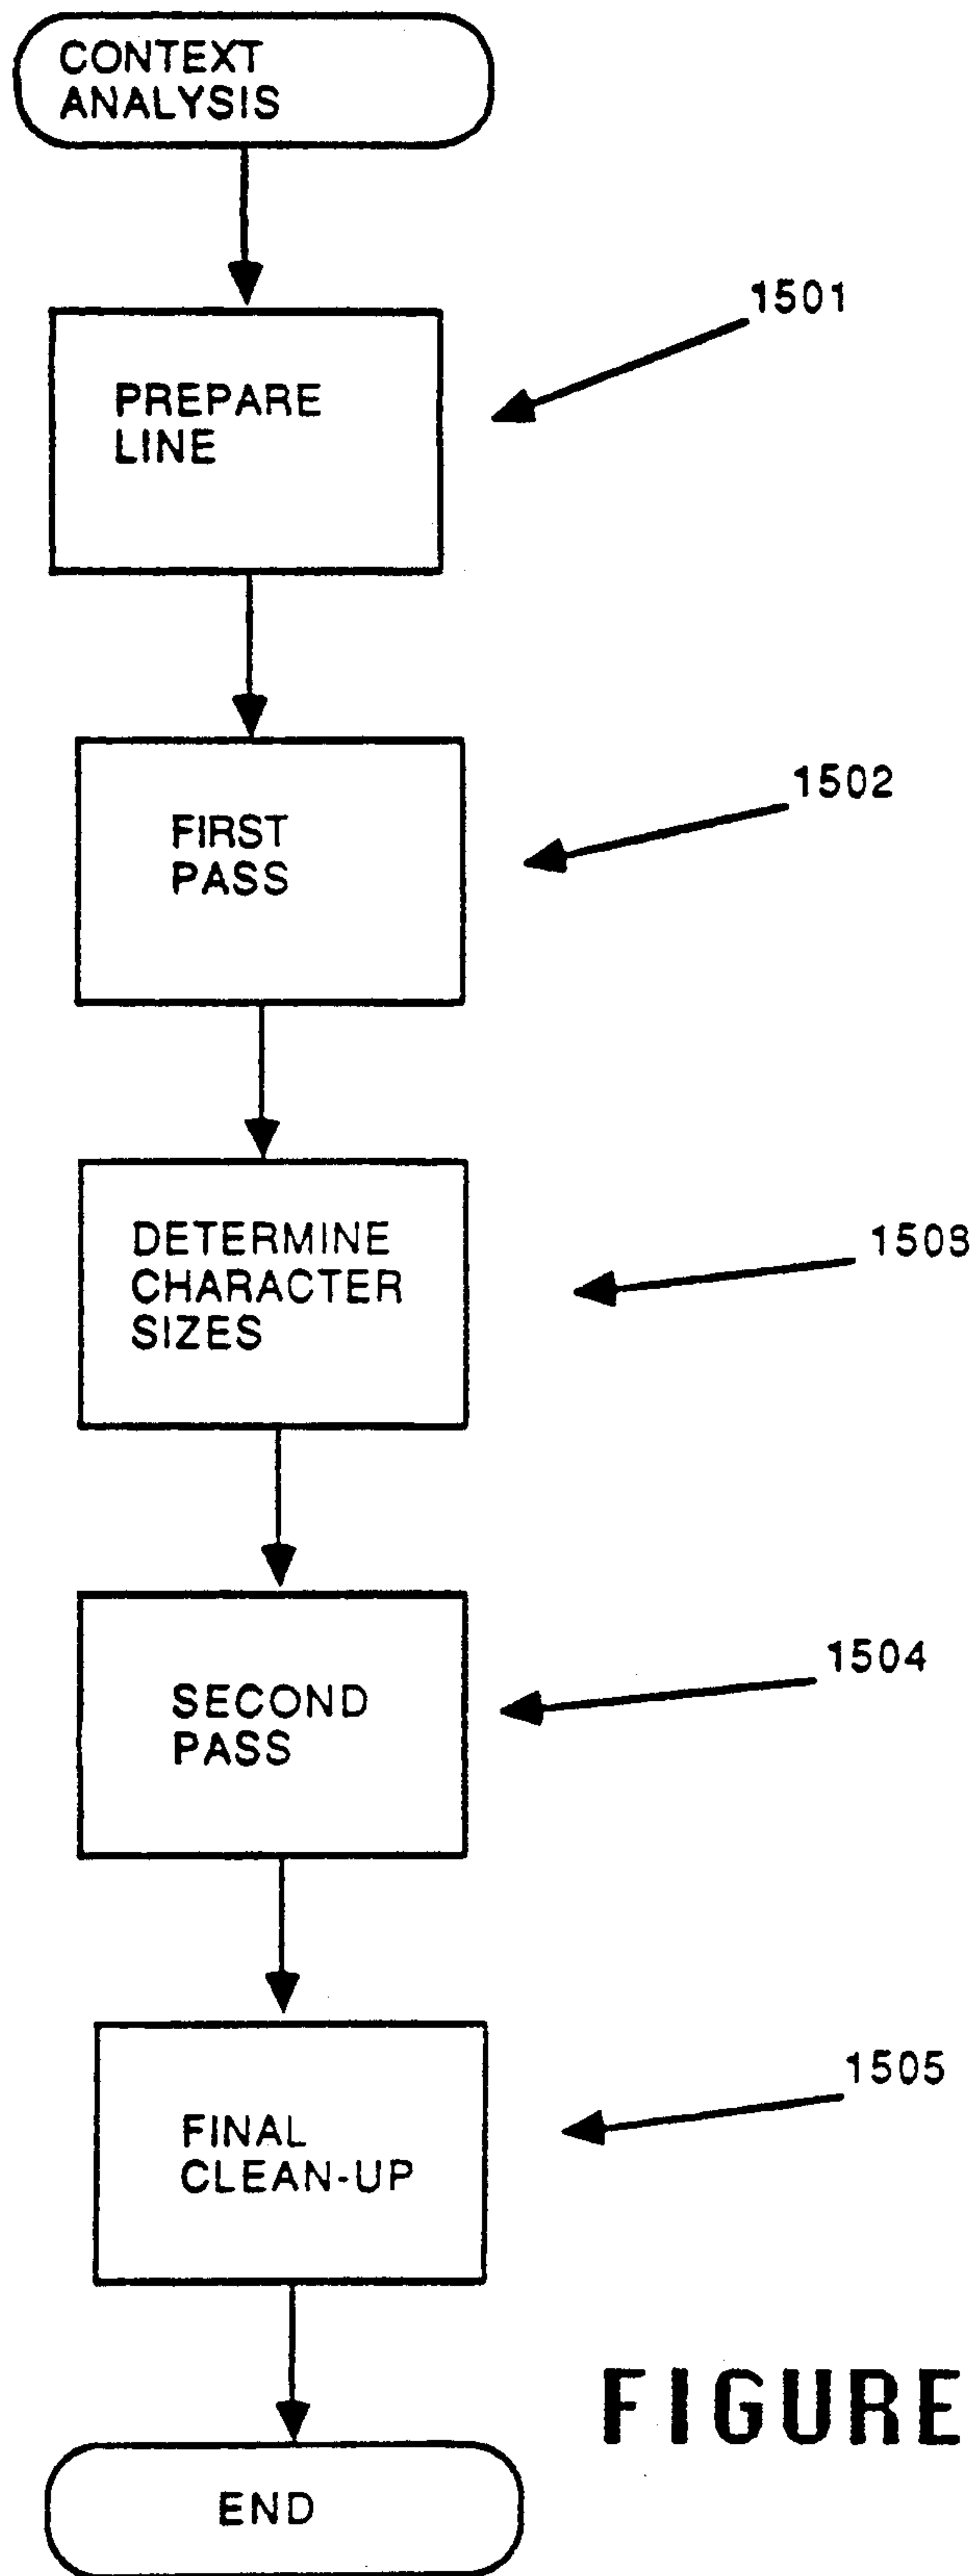 CONTEXT
ANALYSIS
1501
PREPARE
LINE
1502
FIRST
PASS
1503
DETERMINE
CHARACTER
SIZES
1504
SECOND
PASS
1505
FINAL
CLEAN-UP
FIGURE
END